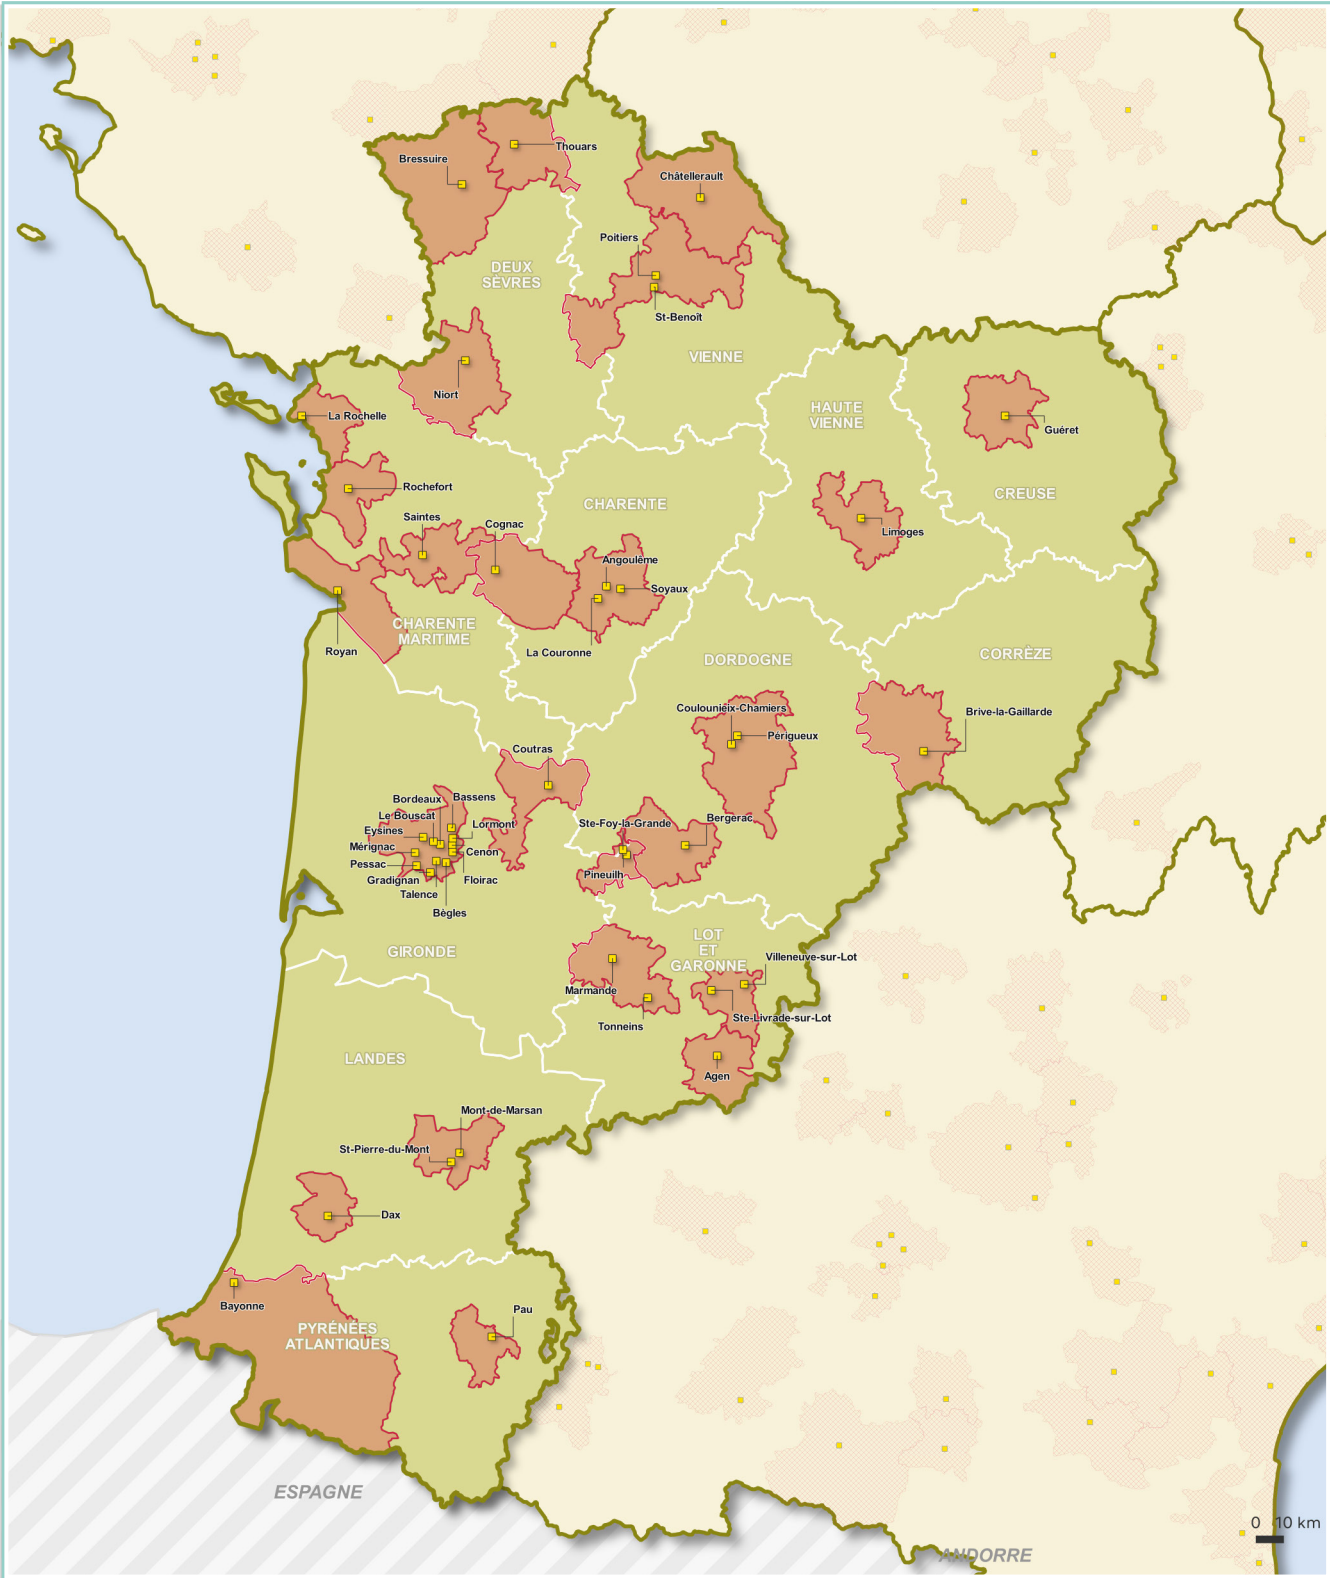 Thouars
Bressuire
Châtellerault
Poitiers
DEUX
SÈVRES
St-Benoît
VIENNE
Niort
HAUTE
VIENNE
La Rochelle
Guéret
Rochefort
CREUSE
CHARENTE
Saintes
Cognac
Limoges
Angoulême
Soyaux
CHARENTE
MARITIME
Royan
La Couronne
DORDOGNE
CORRÈZE
Coulounieix-Chamiers
Brive-la-Gaillarde
Périgueux
Coutras
Bordeaux
Bassens
Le Bouscat
Lormont
Eysines
Ste-Foy-la-Grande
Bergerac
Mérignac
Cenon
Pessac
Pineuilh
Gradignan
Floirac
Talence
Bègles
GIRONDE
LOT
ET
GARONNE
Villeneuve-sur-Lot
Marmande
Ste-Livrade-sur-Lot
Tonneins
LANDES
Agen
Mont-de-Marsan
St-Pierre-du-Mont
Dax
Bayonne
Pau
PYRÉNÉES
ATLANTIQUES
ESPAGNE
0 10 km
ANDORRE